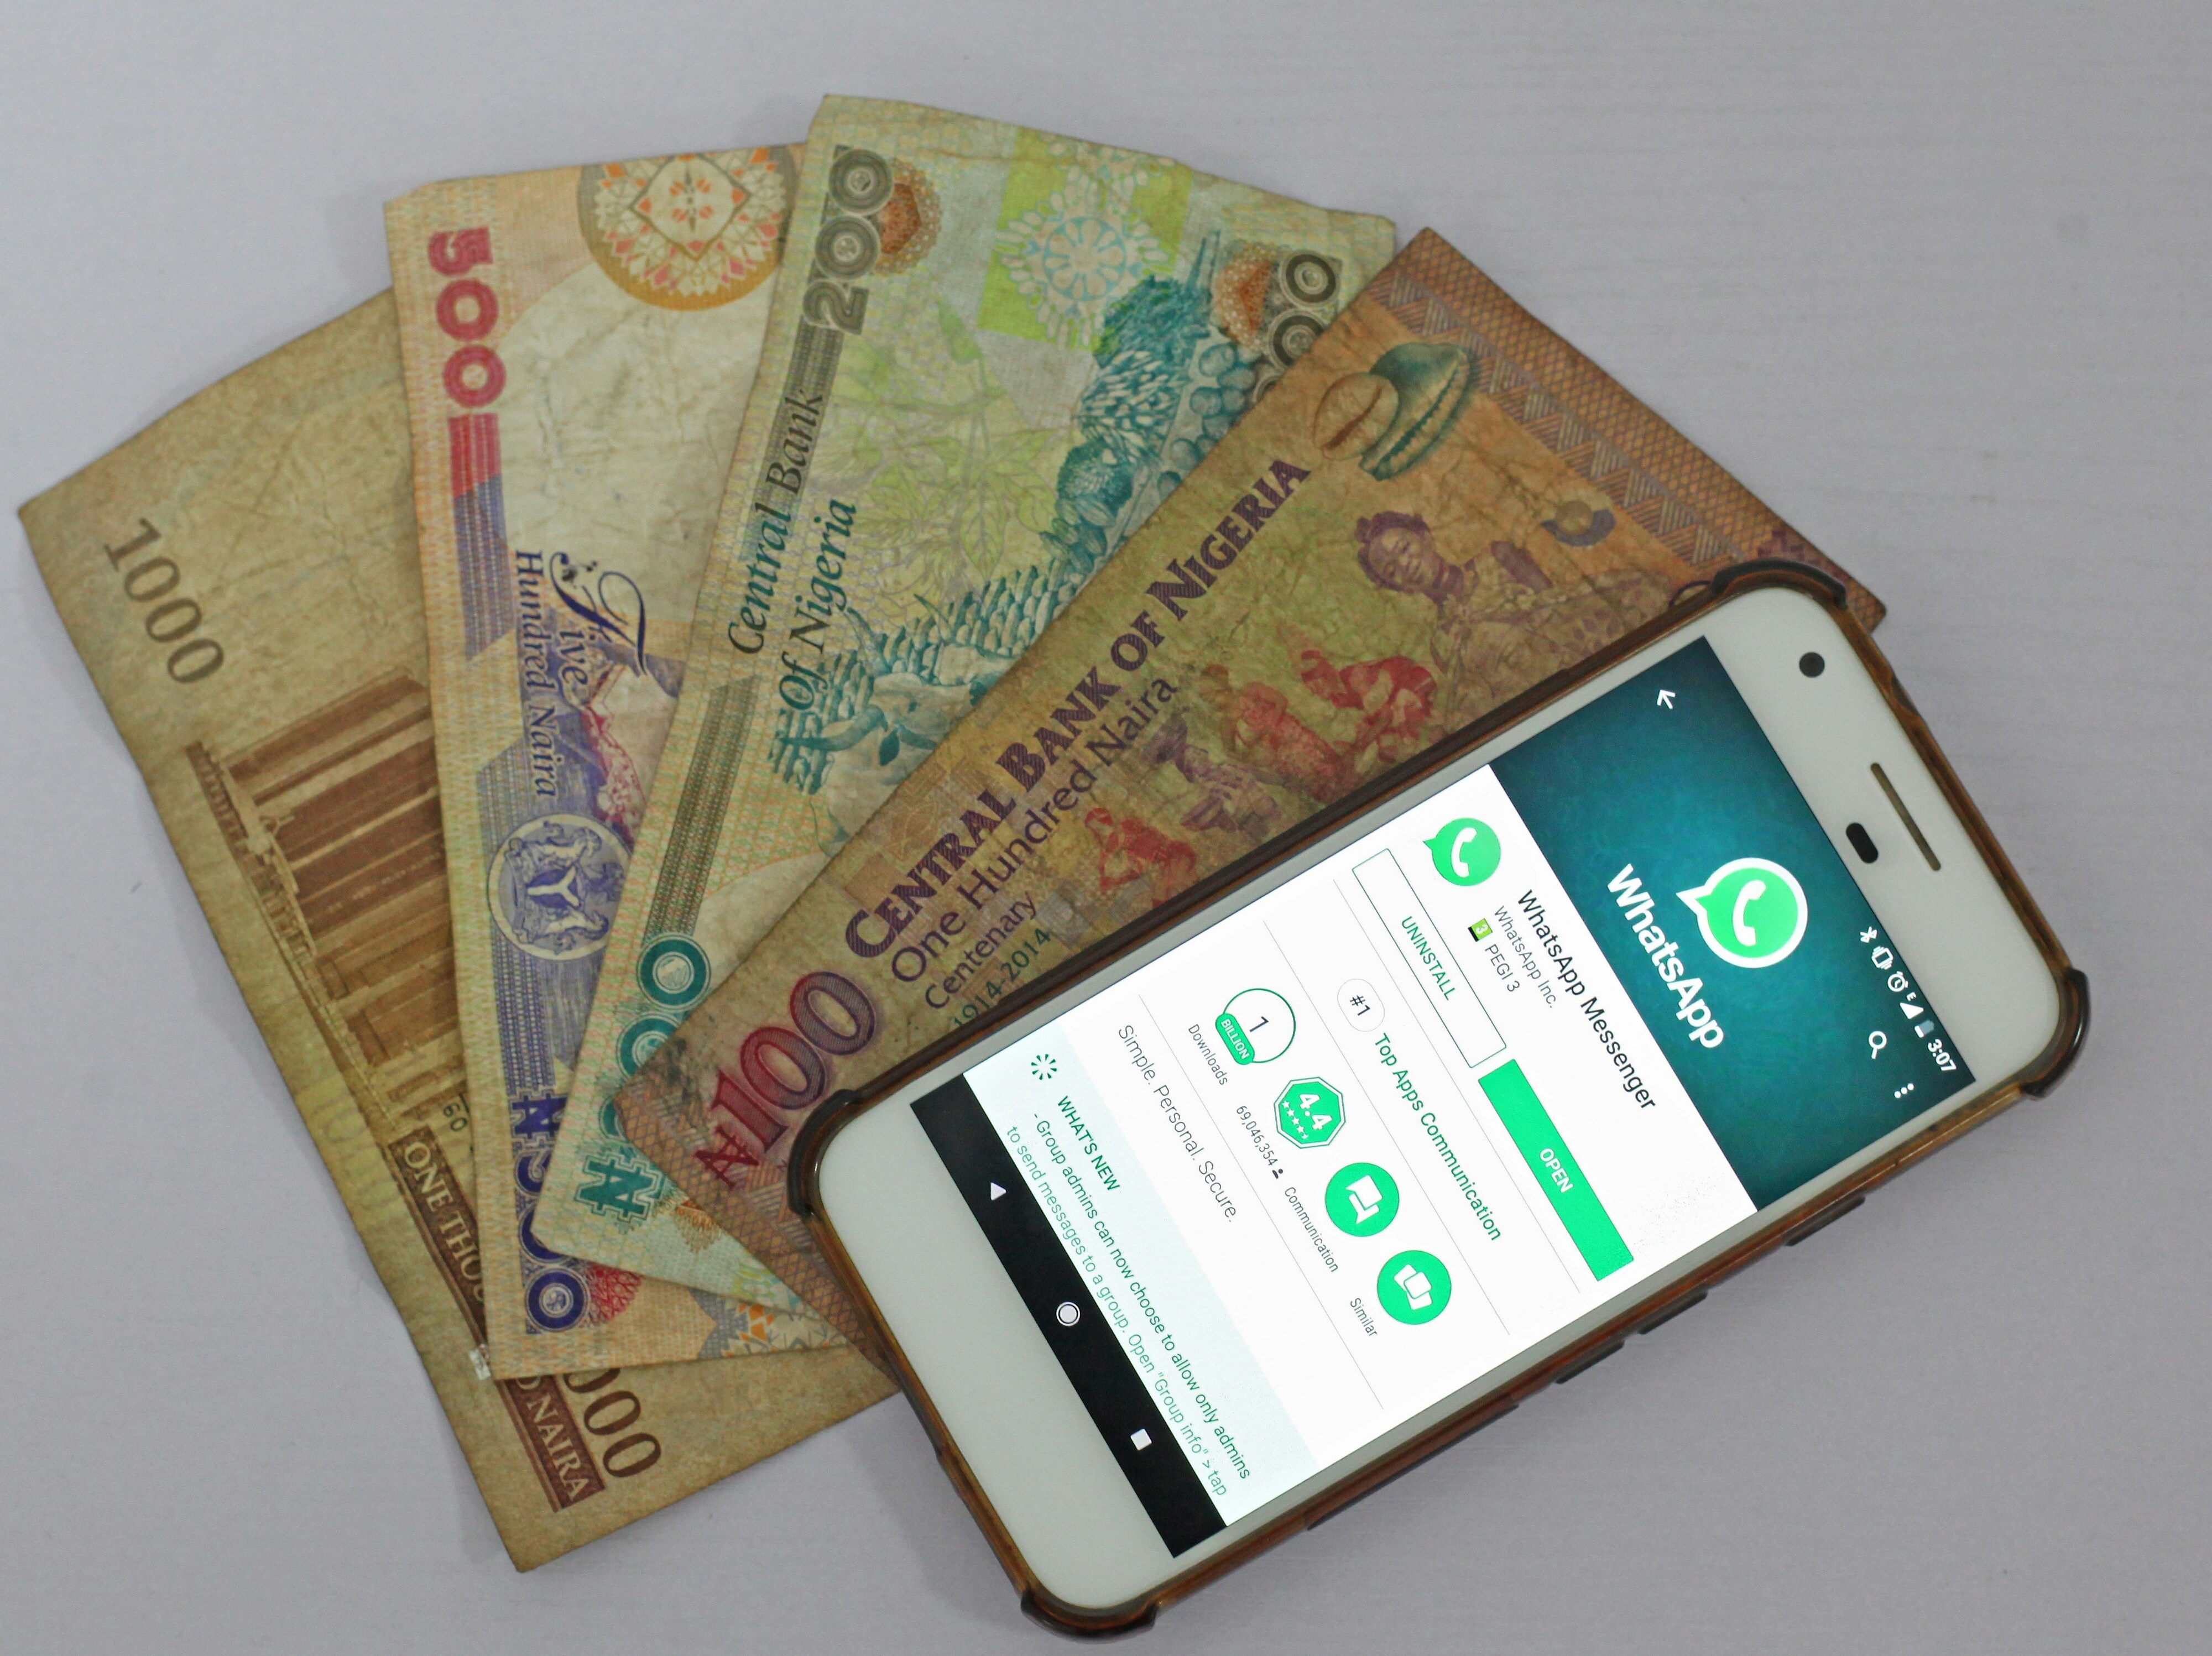 1000
ONE THOU
D NAIRA
000
500
Five
Hundred Naira
₦500
200
Central Bank
Of Nigeria
₦
CENTRAL BANK OF NIGERIA
One Hundred Naira
Centenary
1914-2014
₦100
3:07
WhatsApp
WhatsApp Messenger
WhatsApp Inc.
3 PEGI 3
UNINSTALL
OPEN
#1 Top Apps Communication
1
BILLION
Downloads
4.4
69,046,354
Communication
Similar
Simple. Personal. Secure.
WHAT'S NEW
- Group admins can now choose to allow only admins
to send messages to a group. Open "Group info" > tap